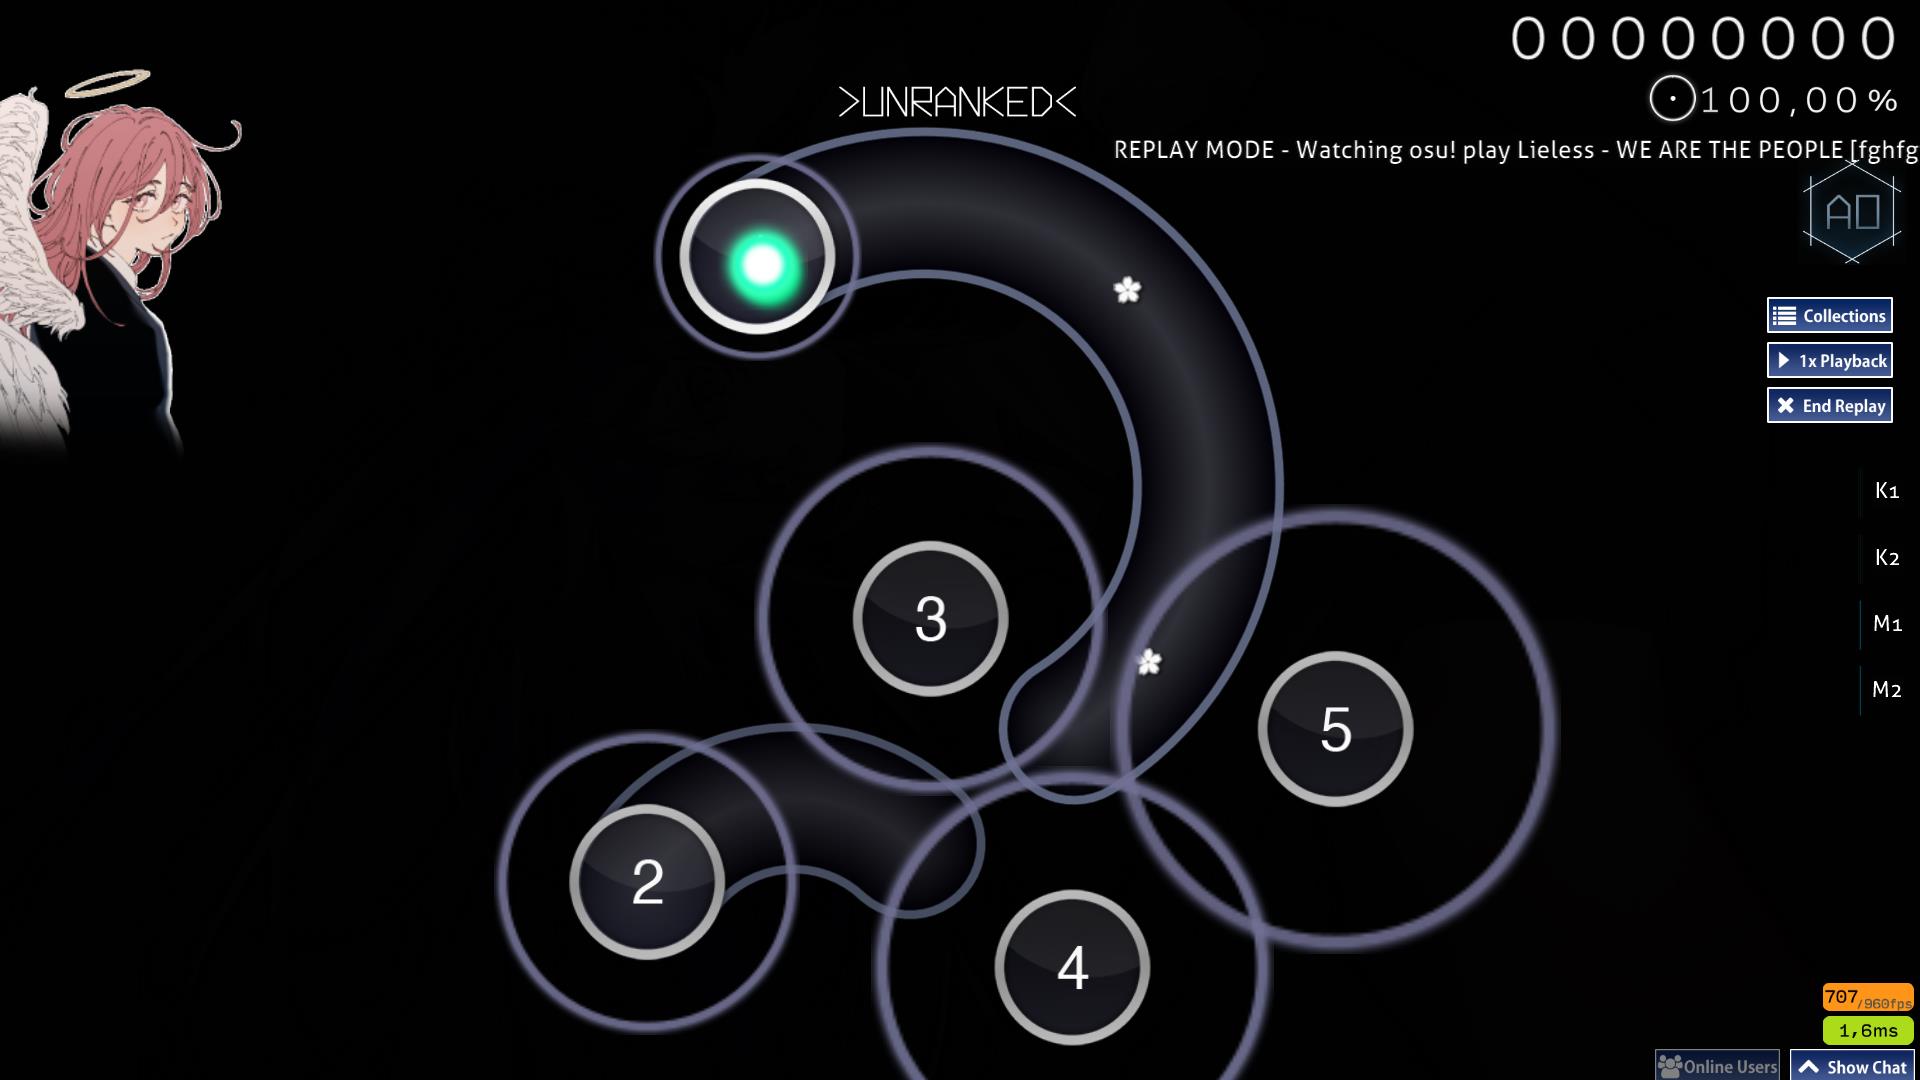 00000000
>UNRANKED<
100,00%
REPLAY MODE - Watching osu! play Lieless - WE ARE THE PEOPLE [fghfg
AO
Collections
1x Playback
End Replay
K1
3
K2
M1
5
M2
2
4
707/960fps
1,6ms
Online Users
Show Chat